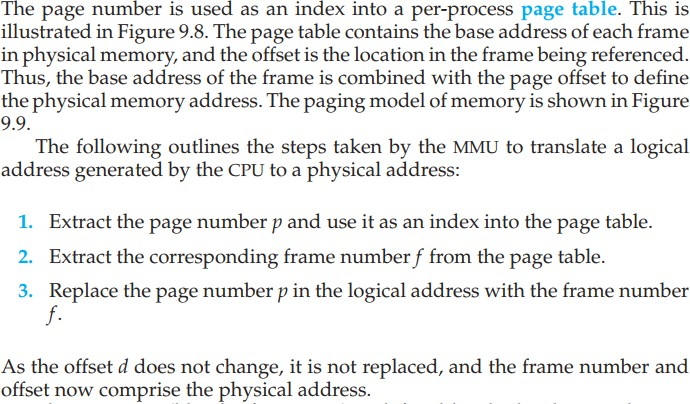 The page number is used as an index into a per-process page table. This is
illustrated in Figure 9.8. The page table contains the base address of each frame
in physical memory, and the offset is the location in the frame being referenced.
Thus, the base address of the frame is combined with the page offset to define
the physical memory address. The paging model of memory is shown in Figure
9.9.
The following outlines the steps taken by the MMU to translate a logical
address generated by the CPU to a physical address:
1. Extract the page number p and use it as an index into the page table.
2. Extract the corresponding frame number f from the page table.
3. Replace the page number p in the logical address with the frame number
f.
As the offset d does not change, it is not replaced, and the frame number and
offset now comprise the physical address.